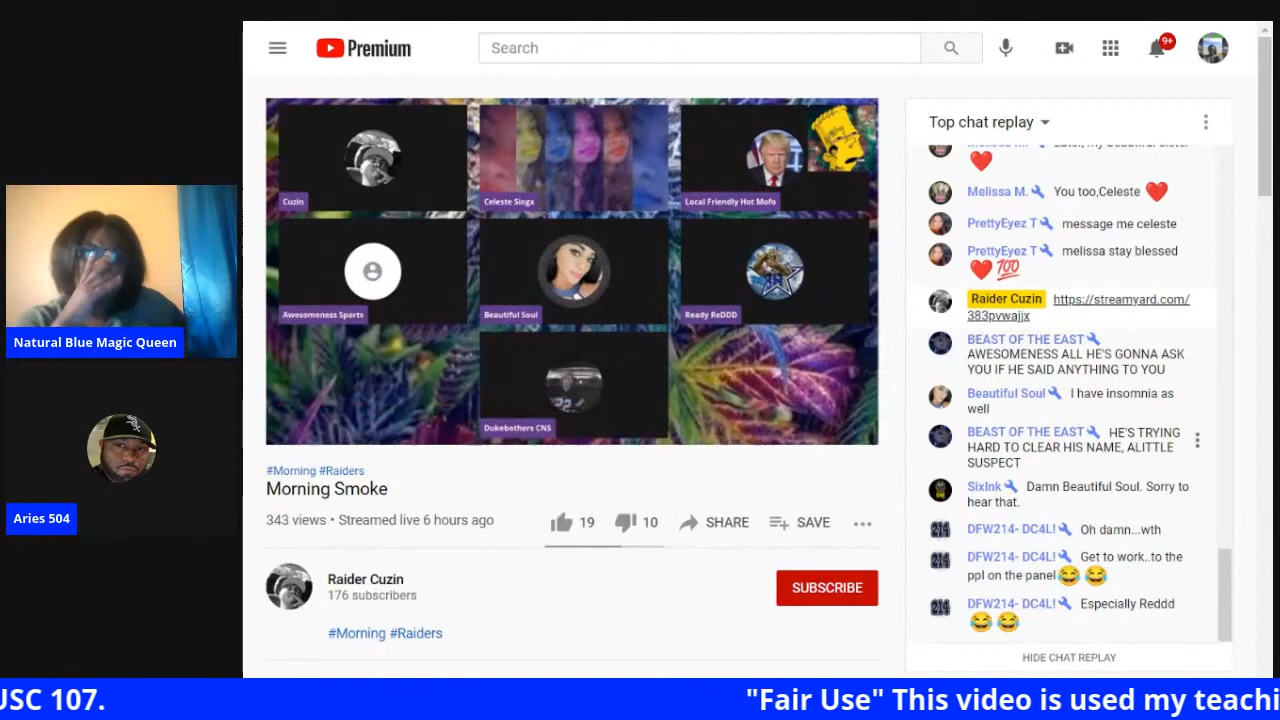 Premium
Search
9+
Cuzin
Celeste Singx
Local Friendly Hot Mofo
Awesomeness Sports
Beautiful Soul
Ready ReDDD
Dukebothers CNS
#Morning #Raiders
Morning Smoke
343 views • Streamed live 6 hours ago
19
10
SHARE
SAVE
Raider Cuzin
176 subscribers
SUBSCRIBE
#Morning #Raiders
Top chat replay
Melissa M. You too,Celeste
PrettyEyez T message me celeste
PrettyEyez T melissa stay blessed
100
Raider Cuzin https://streamyard.com/
383pvwajjx
BEAST OF THE EAST
AWESOMENESS ALL HE'S GONNA ASK
YOU IF HE SAID ANYTHING TO YOU
Beautiful Soul I have insomnia as
well
BEAST OF THE EAST HE'S TRYING
HARD TO CLEAR HIS NAME, ALITTLE
SUSPECT
SixInk Damn Beautiful Soul. Sorry to
hear that.
DFW214- DC4L! Oh damn...wth
DFW214- DC4L! Get to work..to the
ppl on the panel
DFW214- DC4L! Especially Reddd
HIDE CHAT REPLAY
Natural Blue Magic Queen
Aries 504
USC 107. "Fair Use" This video is used my teachi